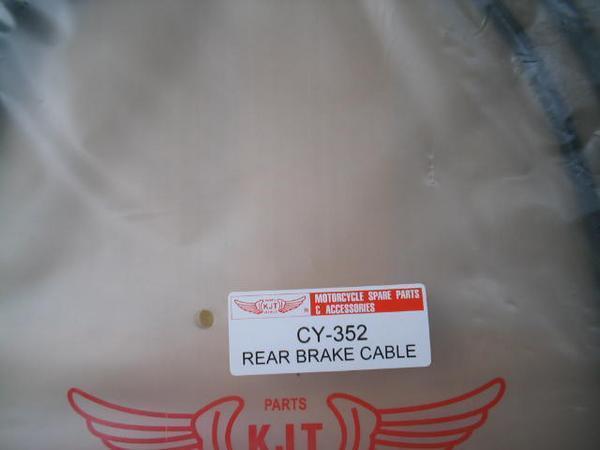 KJT
MOTORCYCLE SPARE PARTS
& ACCESSORIES
CY-352
REAR BRAKE CABLE
PARTS
KJT